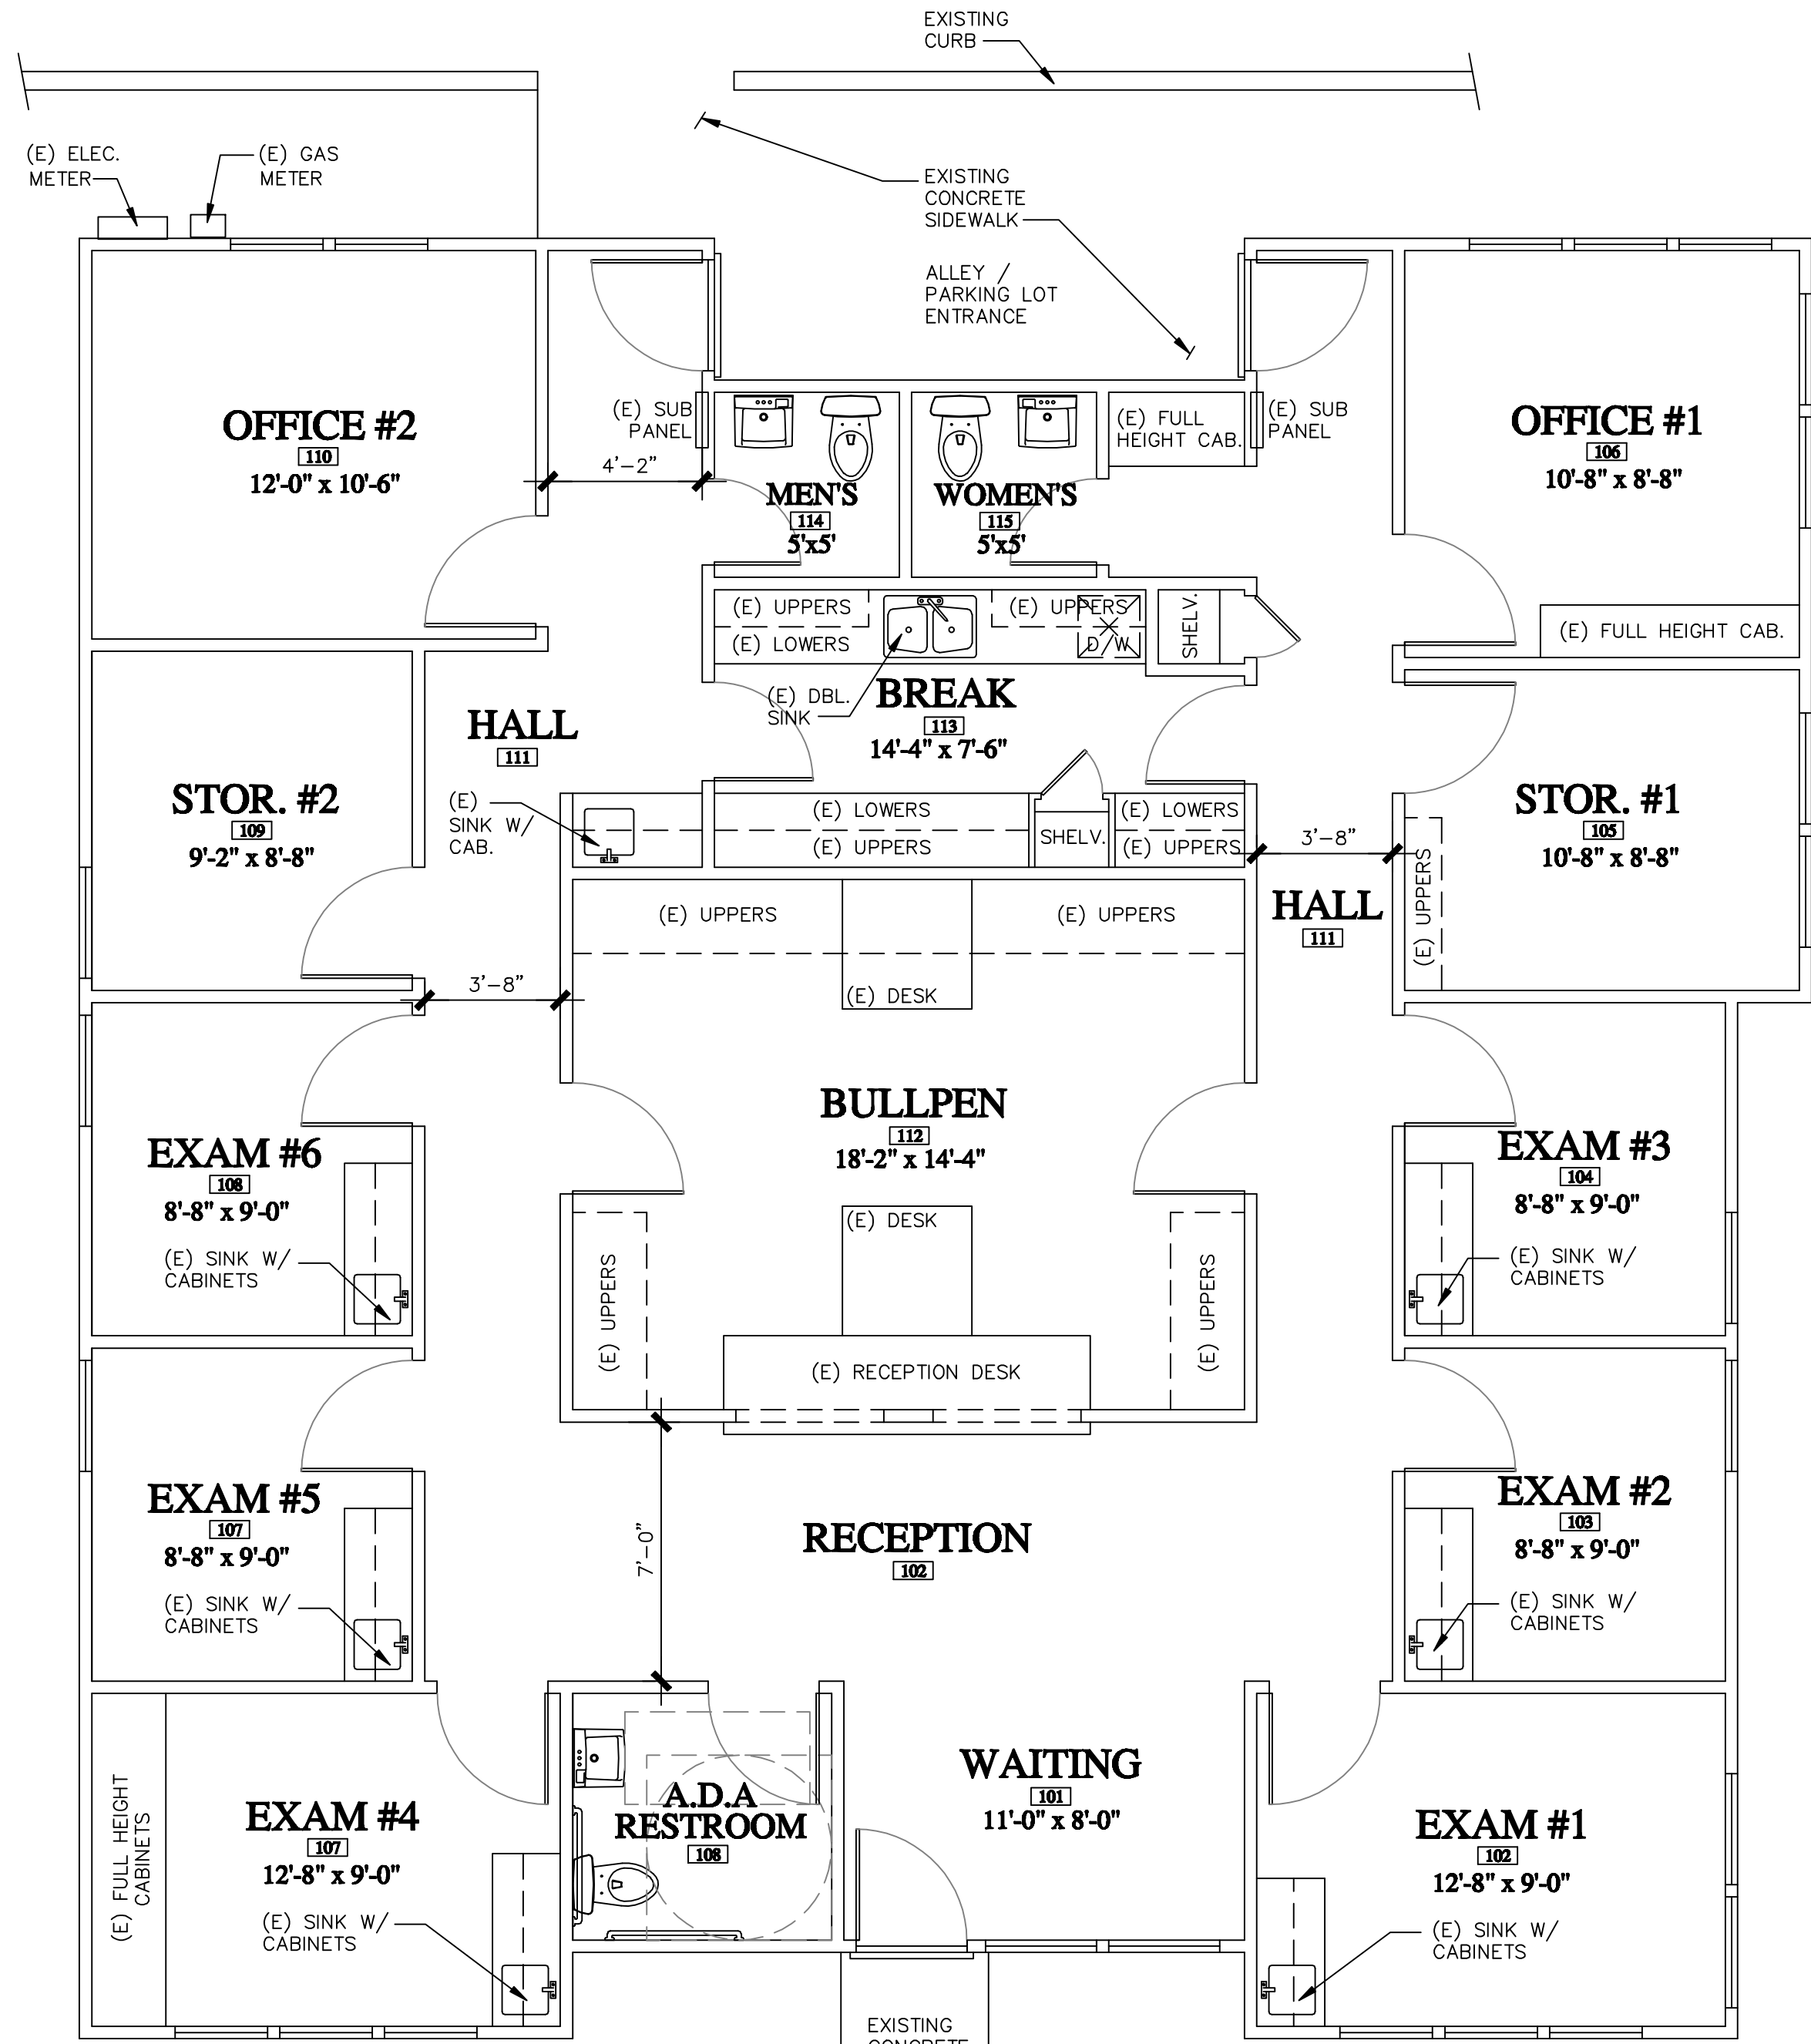 EXISTING
CURB
(E) ELEC.
METER
(E) GAS
METER
EXISTING
CONCRETE
SIDEWALK
ALLEY /
PARKING LOT
ENTRANCE
OFFICE #2
110
12'-0" x 10'-6"
(E) SUB
PANEL
4'-2"
MEN'S
114
5'x5'
WOMEN'S
115
5'x5'
(E) FULL
HEIGHT CAB.
(E) SUB
PANEL
OFFICE #1
106
10'-8" x 8'-8"
(E) FULL HEIGHT CAB.
(E) UPPERS
(E) LOWERS
(E) UPPERS
D/W
SHELV.
(E) DBL.
SINK
BREAK
113
14'-4" x 7'-6"
HALL
111
STOR. #2
109
9'-2" x 8'-8"
(E)
SINK W/
CAB.
(E) LOWERS
(E) UPPERS
SHELV.
(E) LOWERS
(E) UPPERS
3'-8"
STOR. #1
105
10'-8" x 8'-8"
(E) UPPERS
HALL
111
(E) UPPERS
(E) UPPERS
(E) DESK
3'-8"
BULLPEN
112
18'-2" x 14'-4"
EXAM #6
108
8'-8" x 9'-0"
(E) SINK W/
CABINETS
EXAM #3
104
8'-8" x 9'-0"
(E) SINK W/
CABINETS
(E) DESK
(E) UPPERS
(E) UPPERS
(E) RECEPTION DESK
EXAM #5
107
8'-8" x 9'-0"
(E) SINK W/
CABINETS
7'-0"
RECEPTION
102
EXAM #2
103
8'-8" x 9'-0"
(E) SINK W/
CABINETS
(E) FULL HEIGHT
CABINETS
EXAM #4
107
12'-8" x 9'-0"
(E) SINK W/
CABINETS
A.D.A
RESTROOM
108
WAITING
101
11'-0" x 8'-0"
EXAM #1
102
12'-8" x 9'-0"
(E) SINK W/
CABINETS
EXISTING
CONCRETE